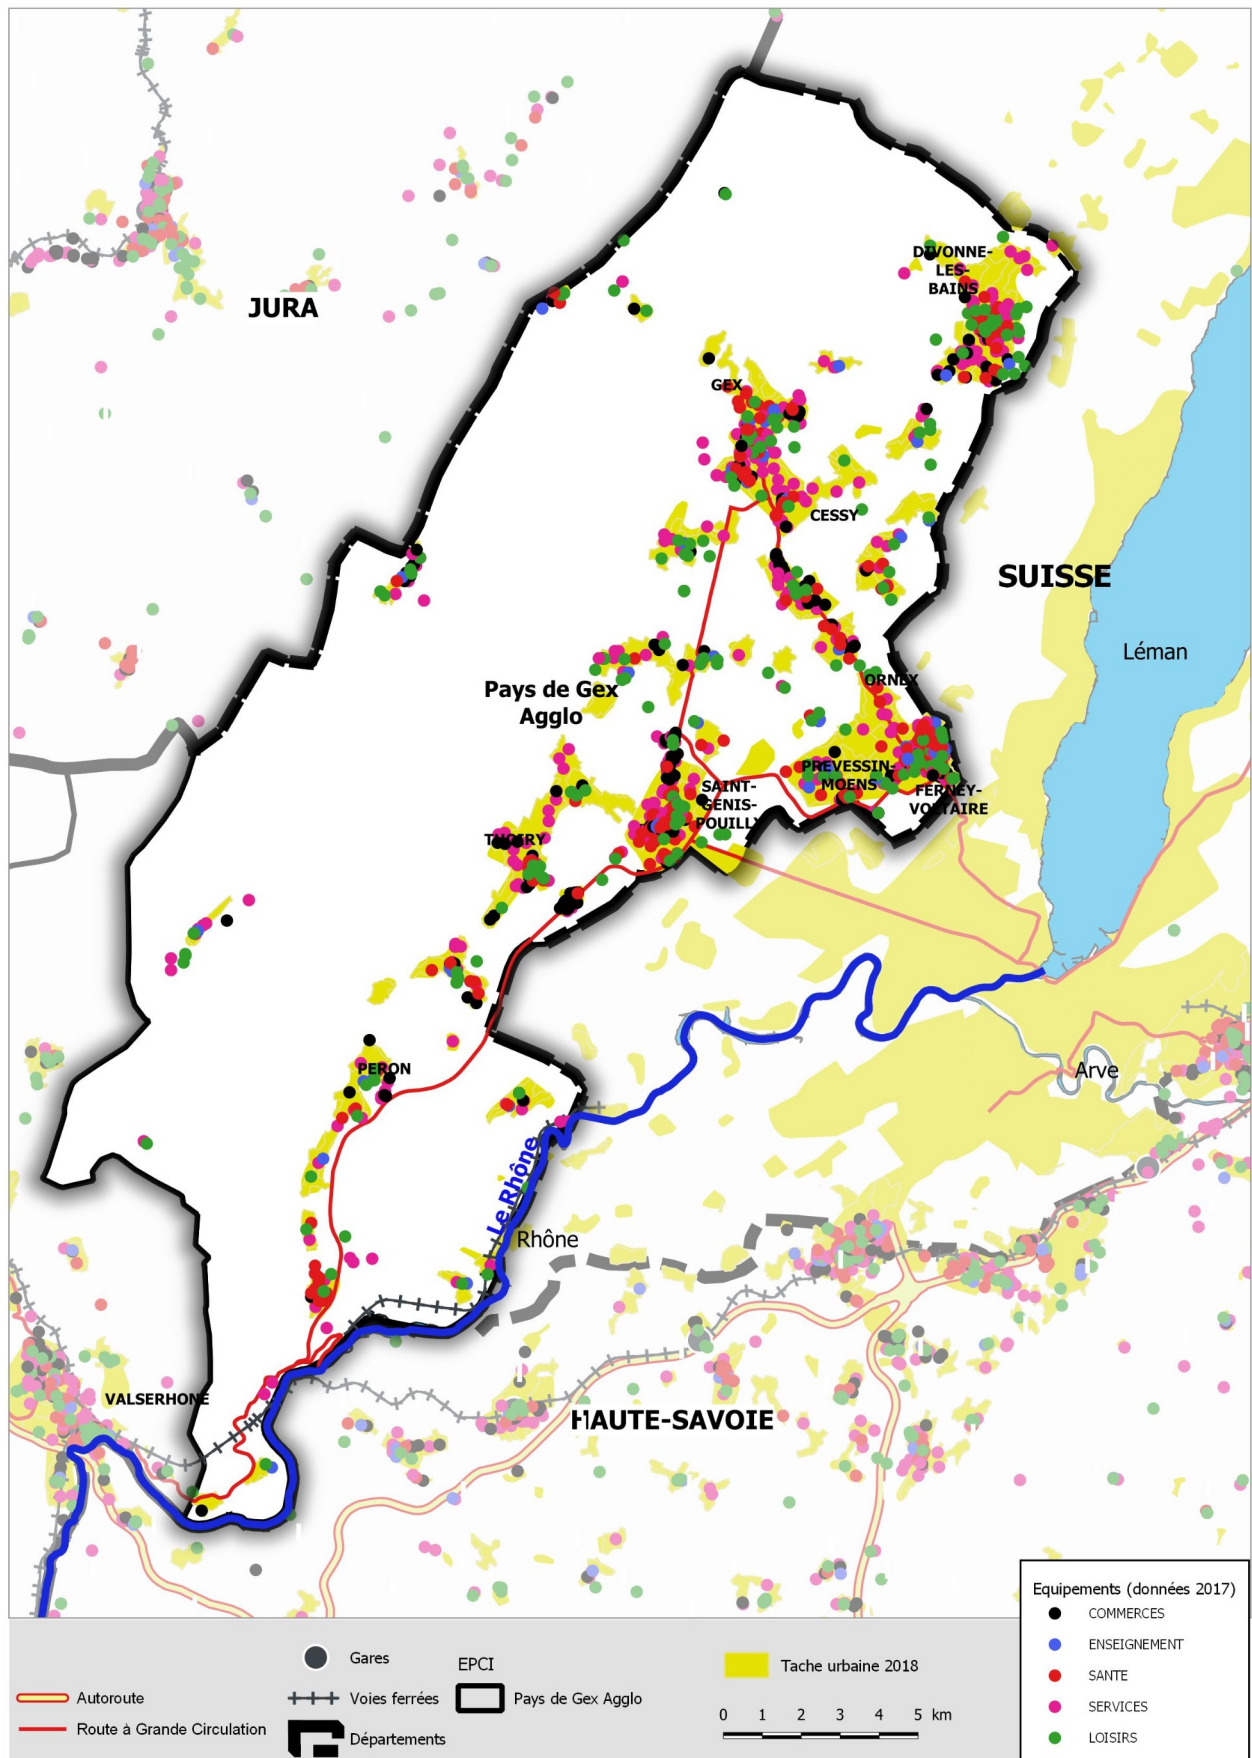 JURA
DIVONNE-
LES-
BAINS
GEX
CESSY
SUISSE
Léman
ORNEX
Pays de Gex
Agglo
PREVESSIN-
MOENS
SAINT-
GENIS-
POUILLY
FERNEY-
VOLTAIRE
THOIRY
PERON
Arve
Le Rhône
Rhône
VALSERHONE
HAUTE-SAVOIE
Equipements (données 2017)
COMMERCES
ENSEIGNEMENT
SANTE
SERVICES
LOISIRS
Autoroute
Route à Grande Circulation
Gares
Voies ferrées
Départements
EPCI
Pays de Gex Agglo
Tache urbaine 2018
0 1 2 3 4 5 km